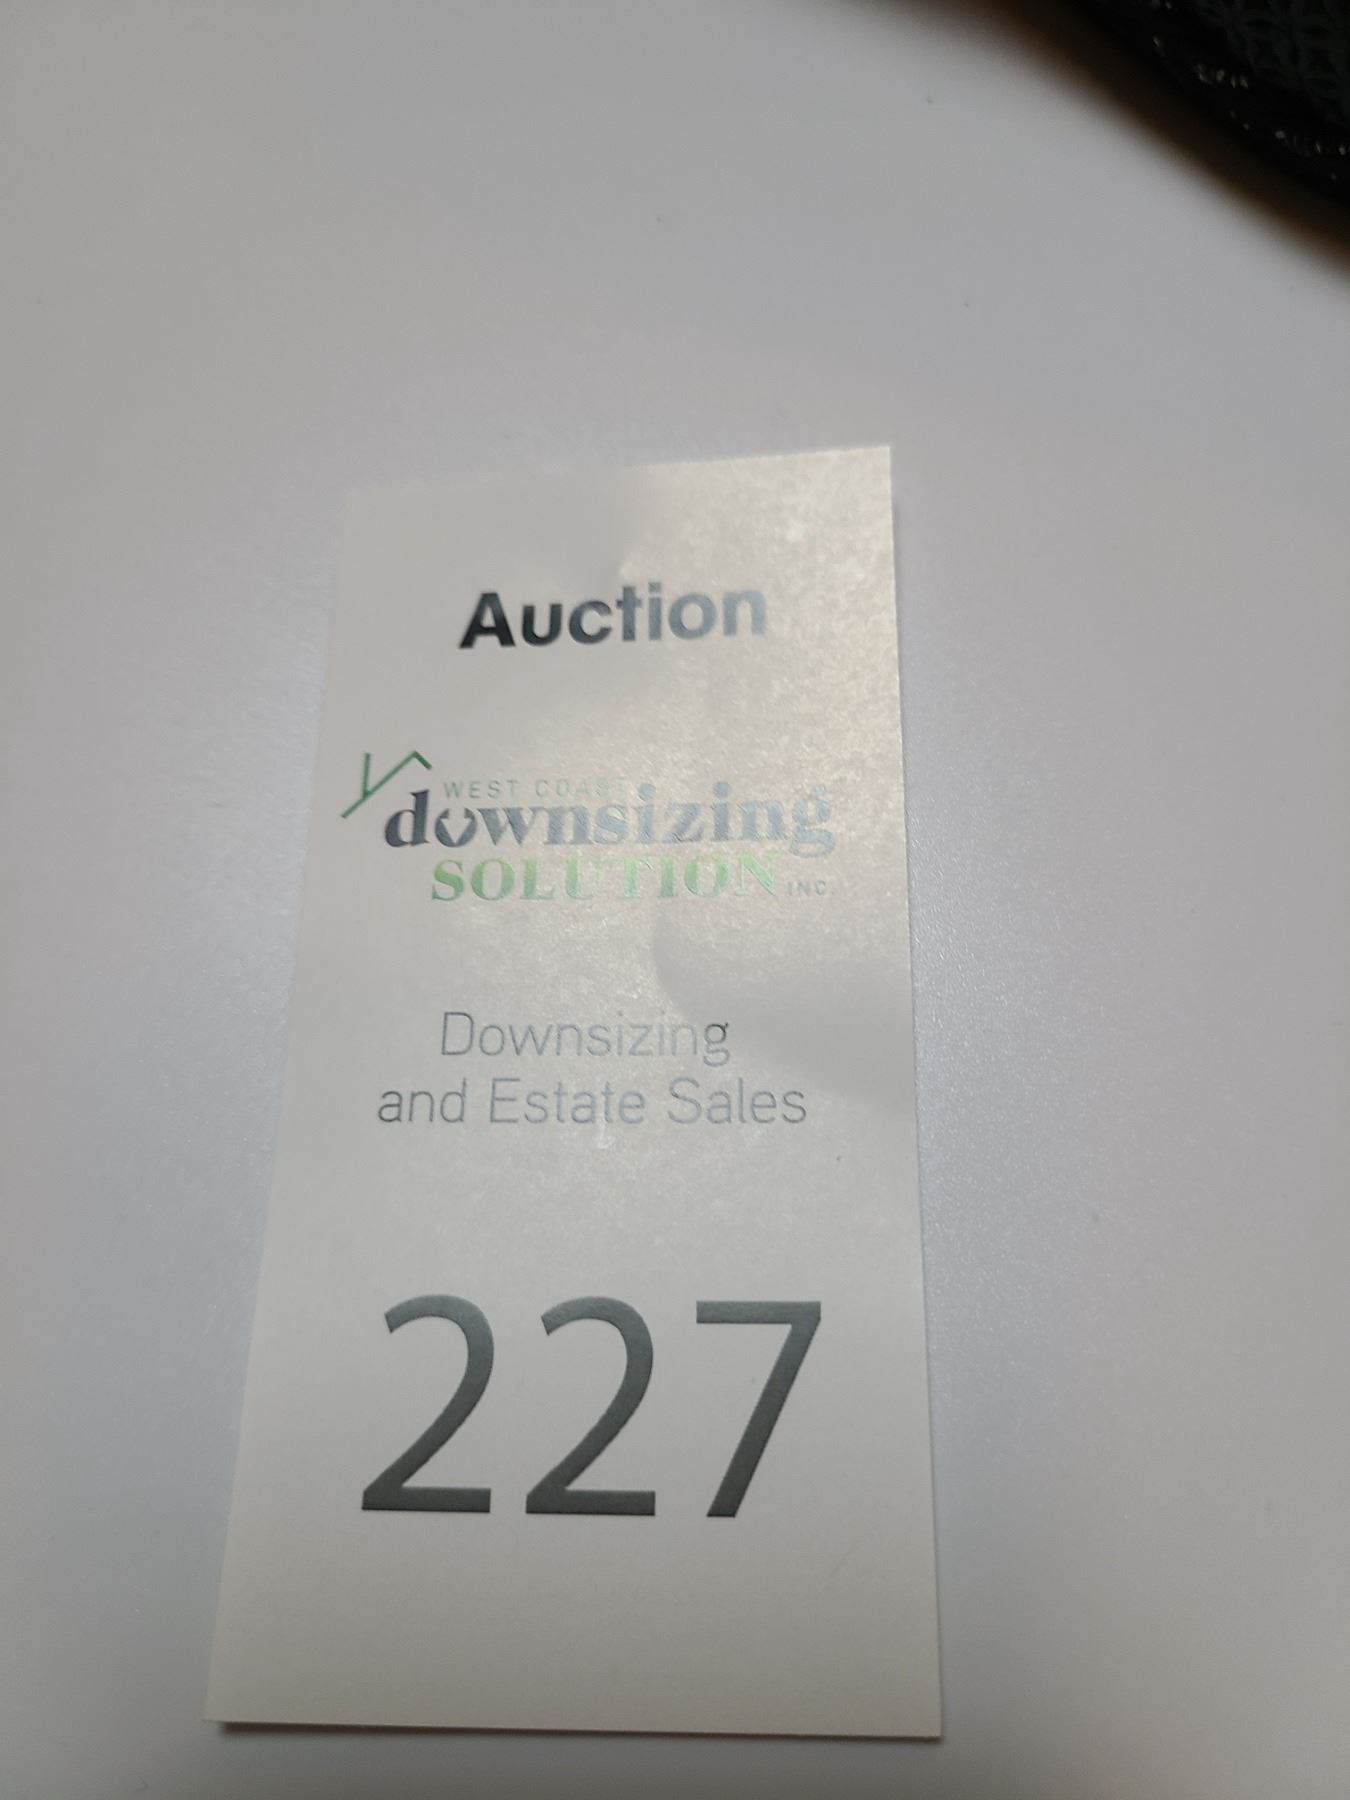 Auction
WEST COAST
downsizing
SOLUTION INC.
Downsizing
and Estate Sales
227